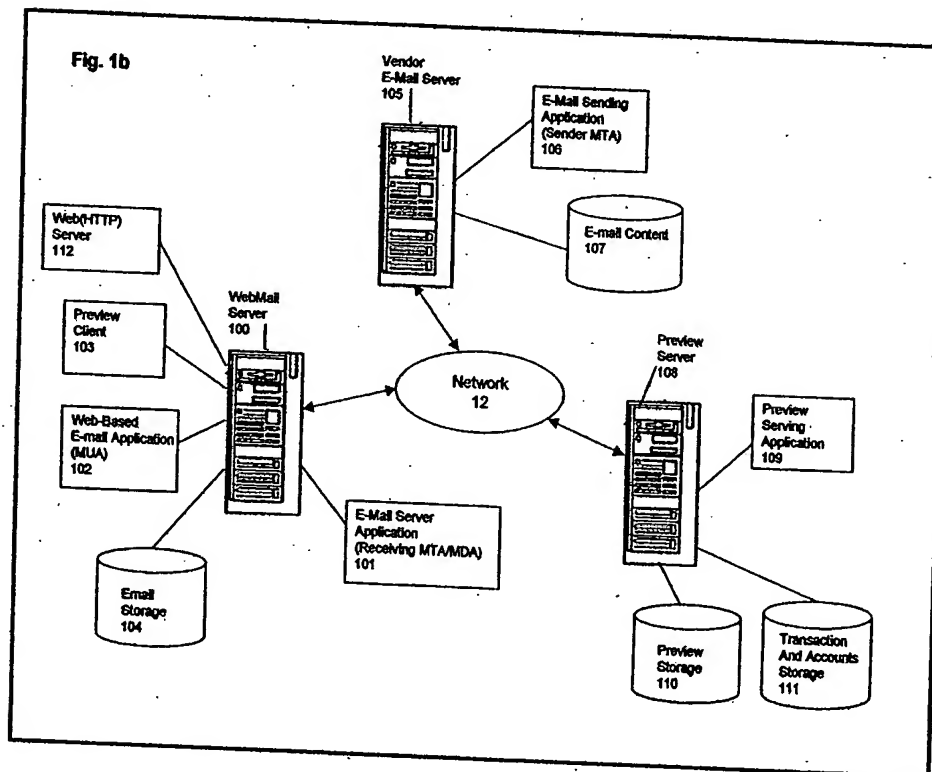 Fig. 1b
Vendor
E-Mail Server
105
E-Mail Sending
Application
(Sender MTA)
106
E-mail Content
107
Web(HTTP)
Server
112
Preview
Client
103
Web-Based
E-mail Application
(MUA)
102
WebMail
Server
100
Network
12
Preview
Server
108
Preview
Serving
Application
109
E-Mail Server
Application
(Receiving MTA/MDA)
101
Email
Storage
104
Preview
Storage
110
Transaction
And Accounts
Storage
111